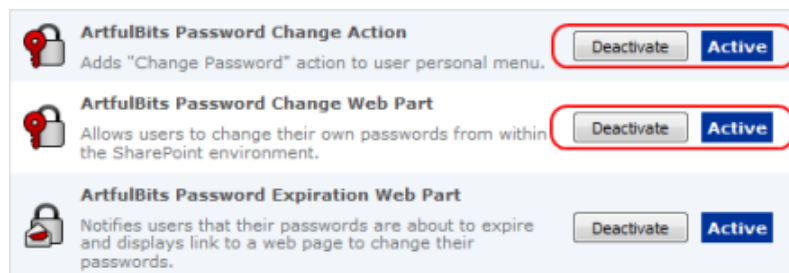 ArtfulBits Password Change Action
Adds "Change Password" action to user personal menu.
Deactivate Active
ArtfulBits Password Change Web Part
Allows users to change their own passwords from within
the SharePoint environment.
Deactivate Active
ArtfulBits Password Expiration Web Part
Notifies users that their passwords are about to expire
and displays link to a web page to change their
passwords.
Deactivate Active